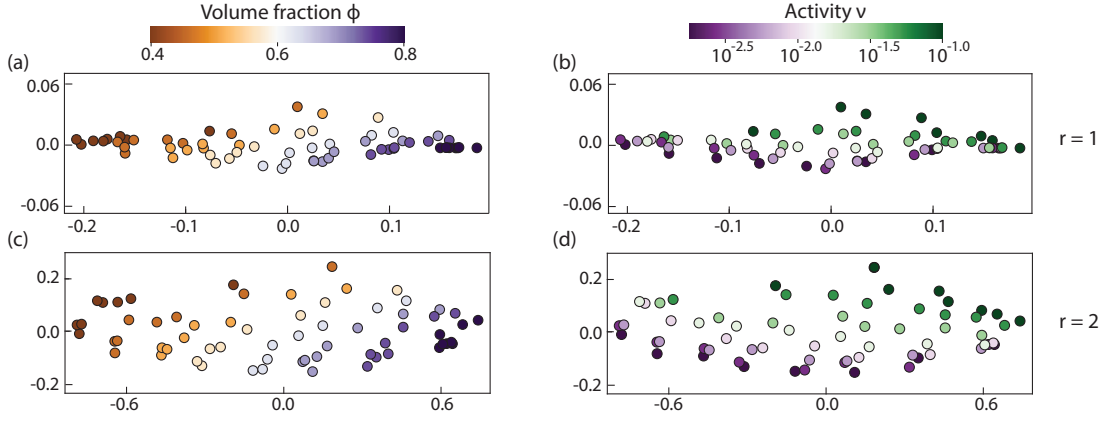 Volume fraction ϕ
0.4 0.6 0.8
Activity ν
10^-2.5 10^-2.0 10^-1.5 10^-1.0
(a)
0.06
0.0
-0.06
-0.2 -0.1 0.0 0.1
(b)
0.06
0.0
-0.06
-0.2 -0.1 0.0 0.1
r = 1
(c)
0.2
0.0
-0.2
-0.6 0.0 0.6
(d)
0.2
0.0
-0.2
-0.6 0.0 0.6
r = 2